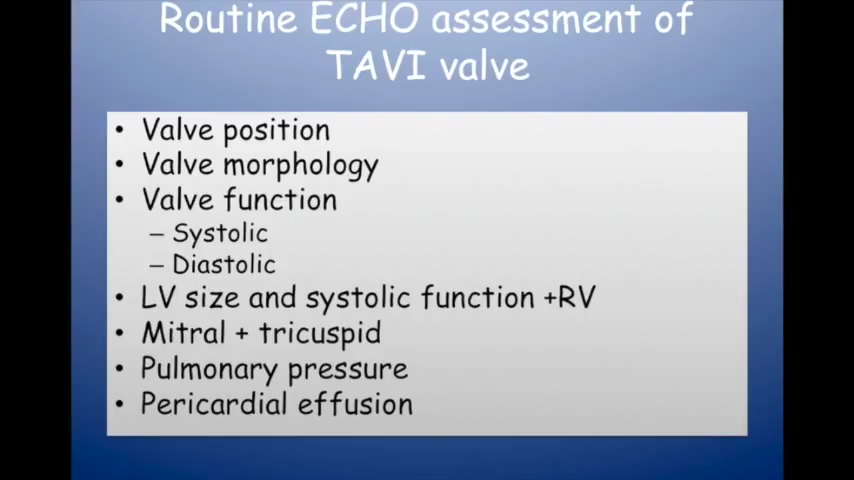 Routine ECHO assessment of
TAVI valve
• Valve position
• Valve morphology
• Valve function
– Systolic
– Diastolic
• LV size and systolic function +RV
• Mitral + tricuspid
• Pulmonary pressure
• Pericardial effusion